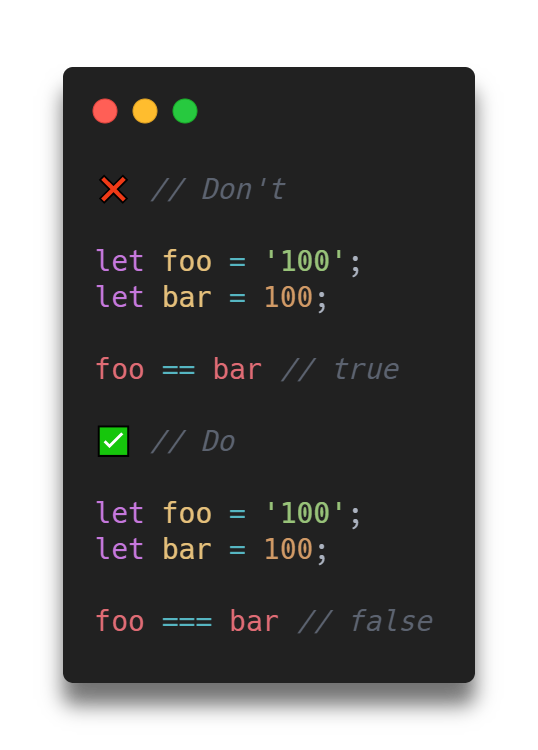 ❌ // Don't
let foo = '100';
let bar = 100;
foo == bar // true
✅ // Do
let foo = '100';
let bar = 100;
foo === bar // false